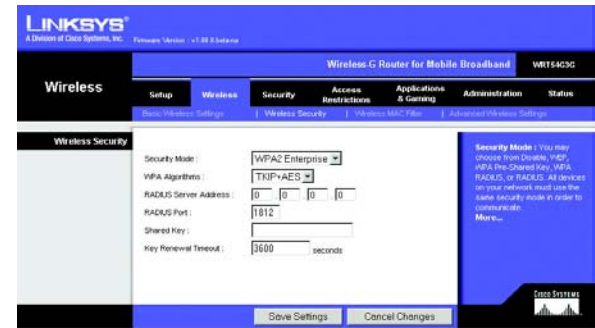 LINKSYS®
A Division of Cisco Systems, Inc.
Firmware Version :
Wireless-G Router for Mobile Broadband WRT54G3G
Wireless
Setup Wireless Security Access Restrictions Applications & Gaming Administration Status
Basic Wireless Settings | Wireless Security | Wireless MAC Filter | Advanced Wireless Settings
Wireless Security
Security Mode : WPA2 Enterprise
WPA Algorithms : TKIP+AES
RADIUS Server Address : 0 . 0 . 0 . 0
RADIUS Port : 1812
Shared Key :
Key Renewal Timeout : 3600 seconds
Security Mode : You may
choose from Disable, WEP,
WPA Pre-Shared Key, WPA
RADIUS, or RADIUS. All devices
on your network must use the
same security mode in order to
communicate.
More...
Save Settings Cancel Changes
CISCO SYSTEMS